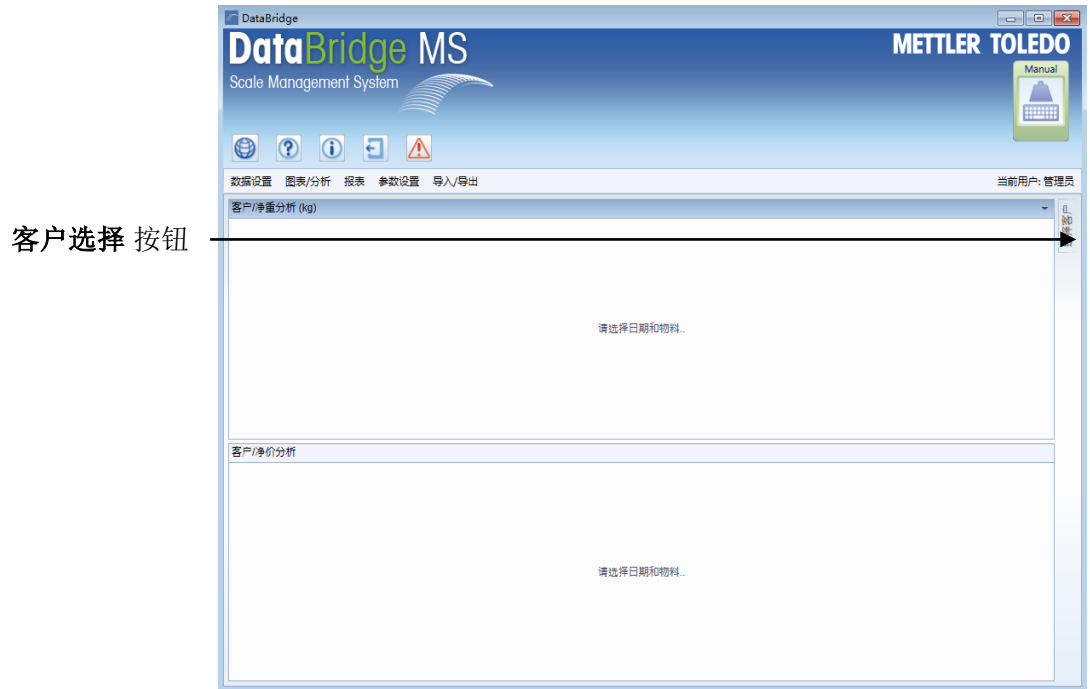 DataBridge
DataBridge MS
METTLER TOLEDO
Scale Management System
Manual
数据设置 图表/分析 报表 参数设置 导入/导出
当前用户: 管理员
客户/净重分析 (kg)
客户选择 按钮
请选择日期和物料..
客户/净价分析
请选择日期和物料..